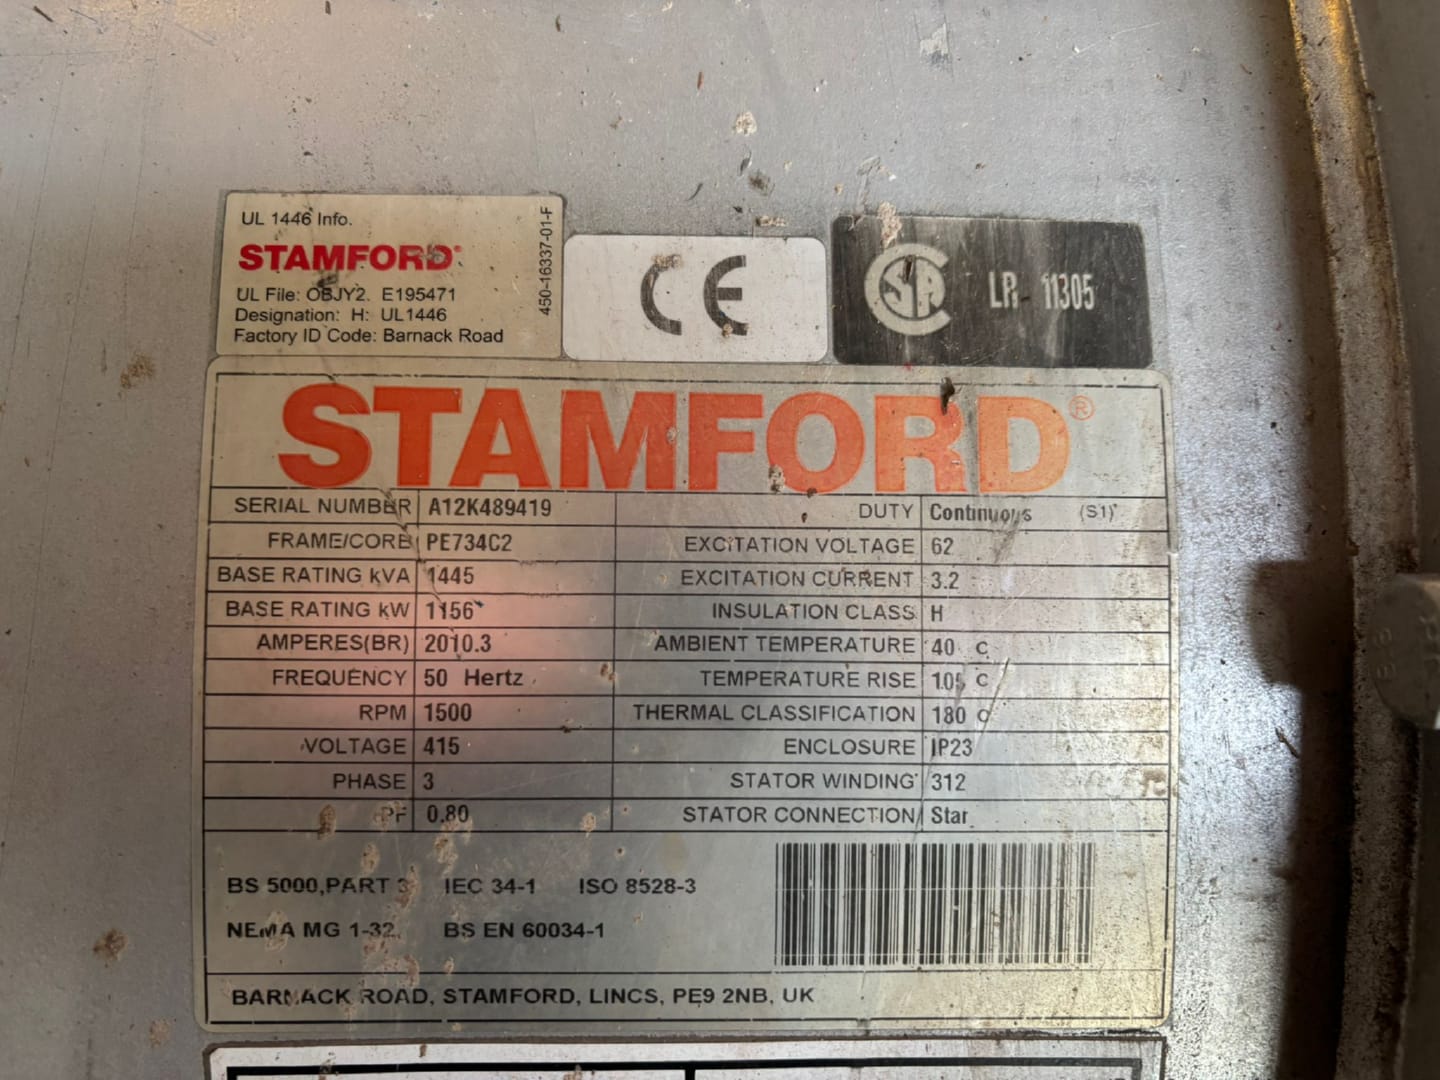 UL 1446 Info.
STAMFORD®
UL File: OBJY2. E195471
Designation: H: UL1446
Factory ID Code: Barnack Road
450-16337-01-F
CE
CSA LR 11305
STAMFORD®
SERIAL NUMBER A12K489419 DUTY Continuous (S1)
FRAME/CORE PE734C2 EXCITATION VOLTAGE 62
BASE RATING kVA 1445 EXCITATION CURRENT 3.2
BASE RATING kW 1156 INSULATION CLASS H
AMPERES(BR) 2010.3 AMBIENT TEMPERATURE 40 C
FREQUENCY 50 Hertz TEMPERATURE RISE 105 C
RPM 1500 THERMAL CLASSIFICATION 180 C
VOLTAGE 415 ENCLOSURE IP23
PHASE 3 STATOR WINDING 312
PF 0.80 STATOR CONNECTION Star
BS 5000,PART 3 IEC 34-1 ISO 8528-3
NEMA MG 1-32, BS EN 60034-1
BARNACK ROAD, STAMFORD, LINCS, PE9 2NB, UK